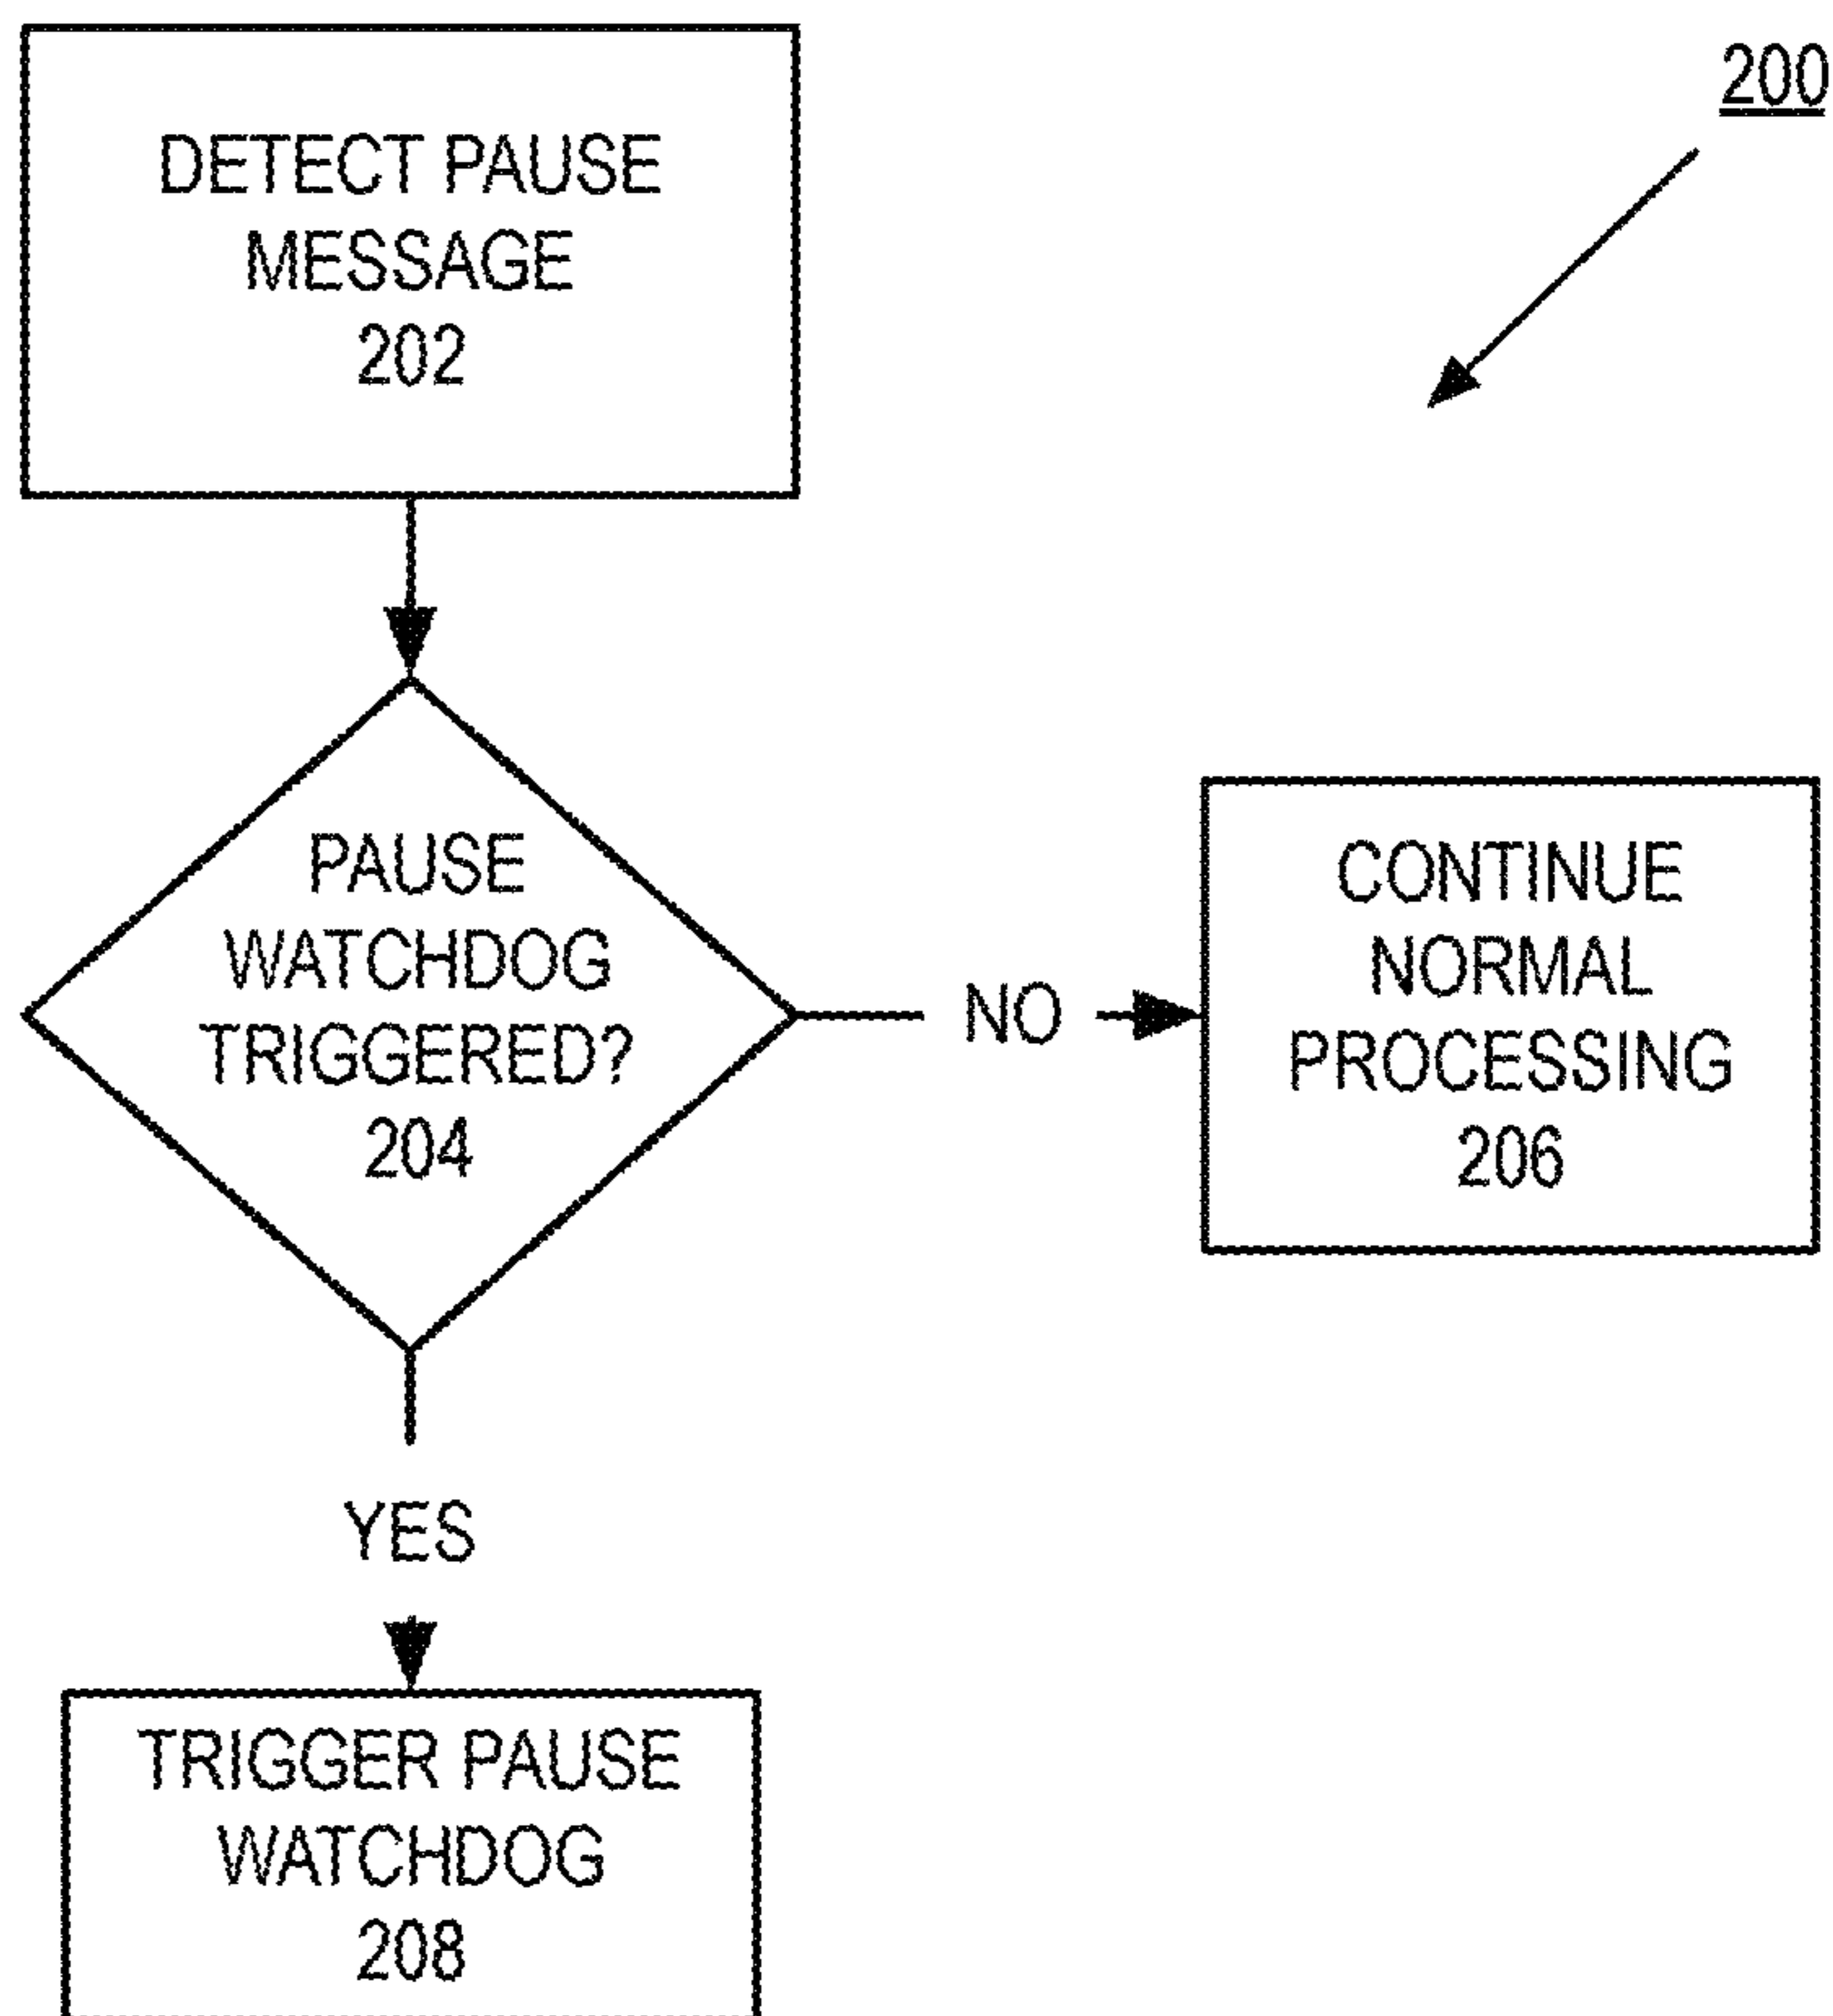 200
DETECT PAUSE
MESSAGE
202
PAUSE
WATCHDOG
TRIGGERED?
204
NO
CONTINUE
NORMAL
PROCESSING
206
YES
TRIGGER PAUSE
WATCHDOG
208